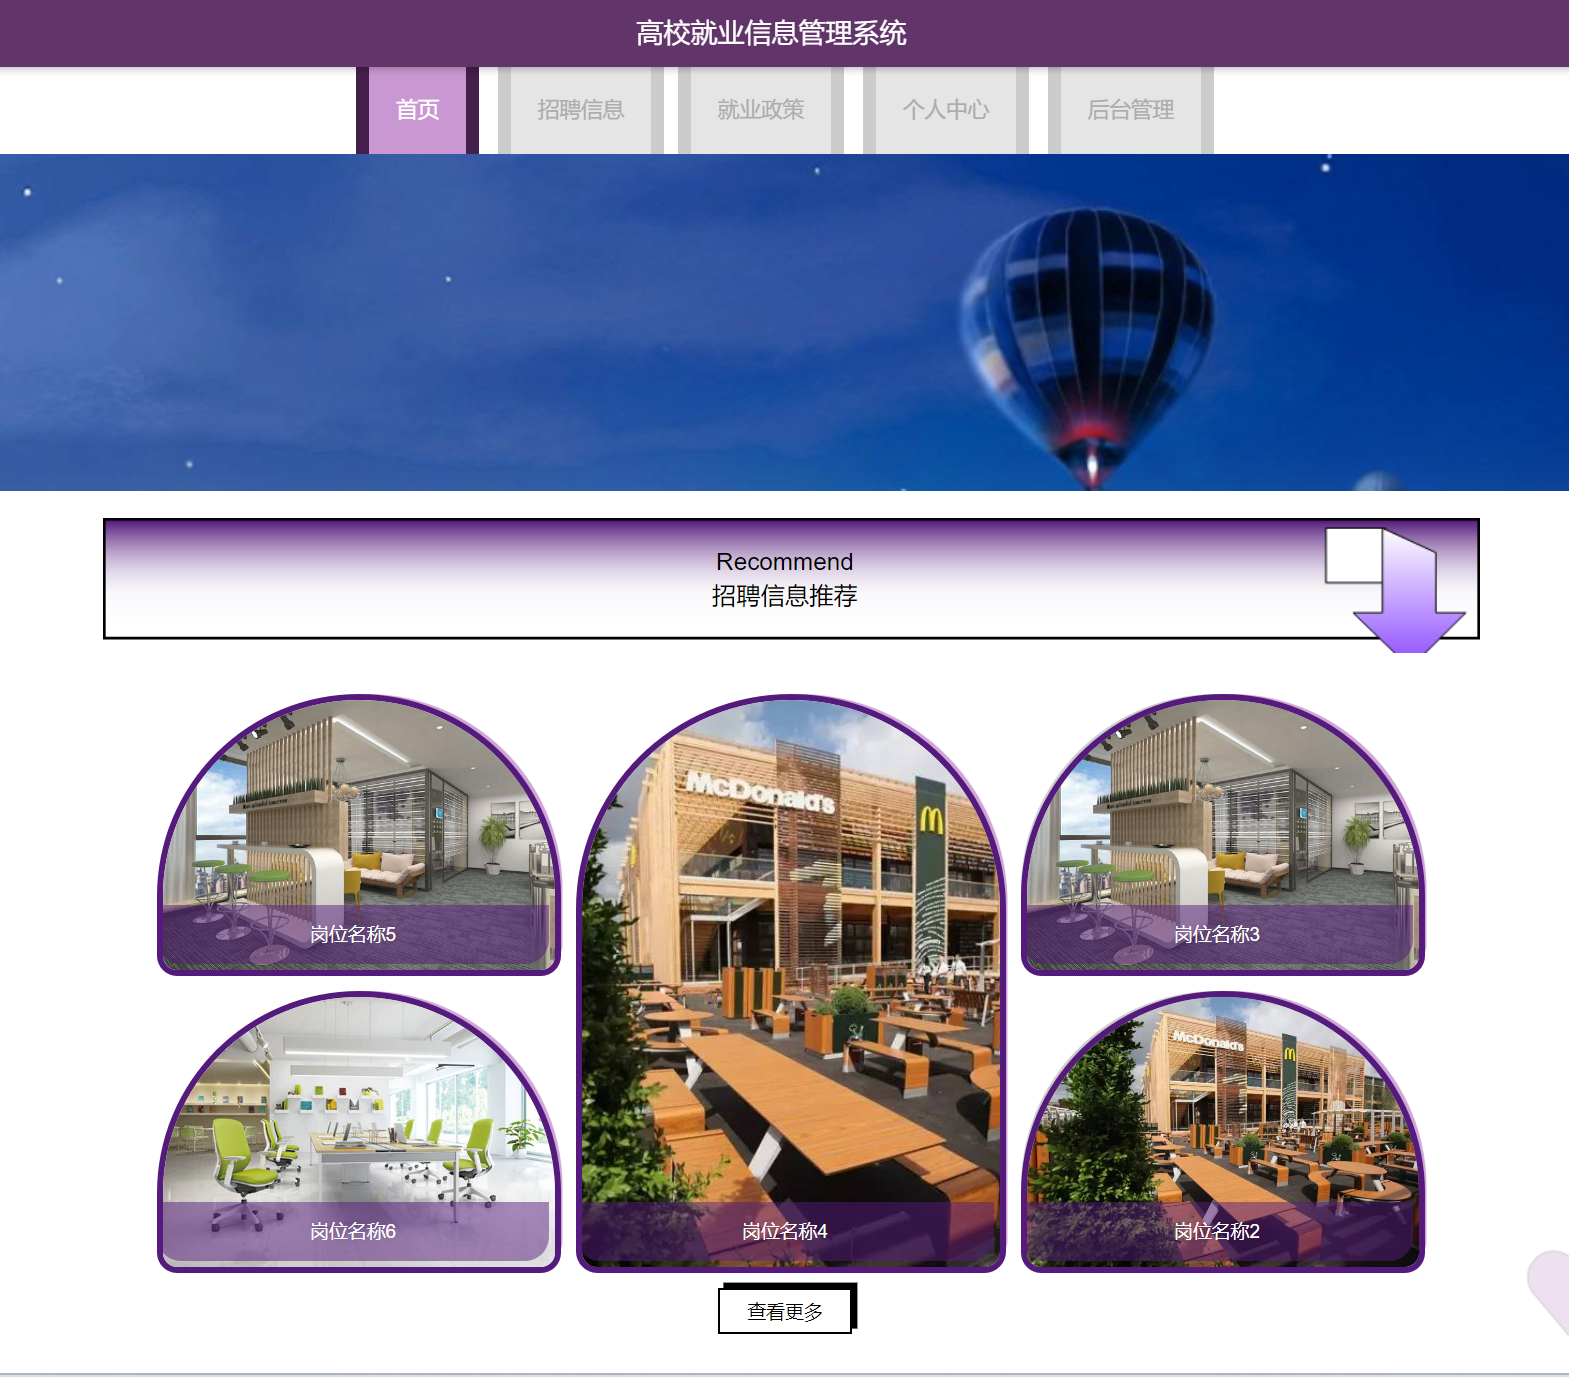 高校就业信息管理系统
首页
招聘信息
就业政策
个人中心
后台管理
Recommend
招聘信息推荐
McDonald's
岗位名称5
岗位名称3
McDonald's
岗位名称6
岗位名称4
岗位名称2
查看更多